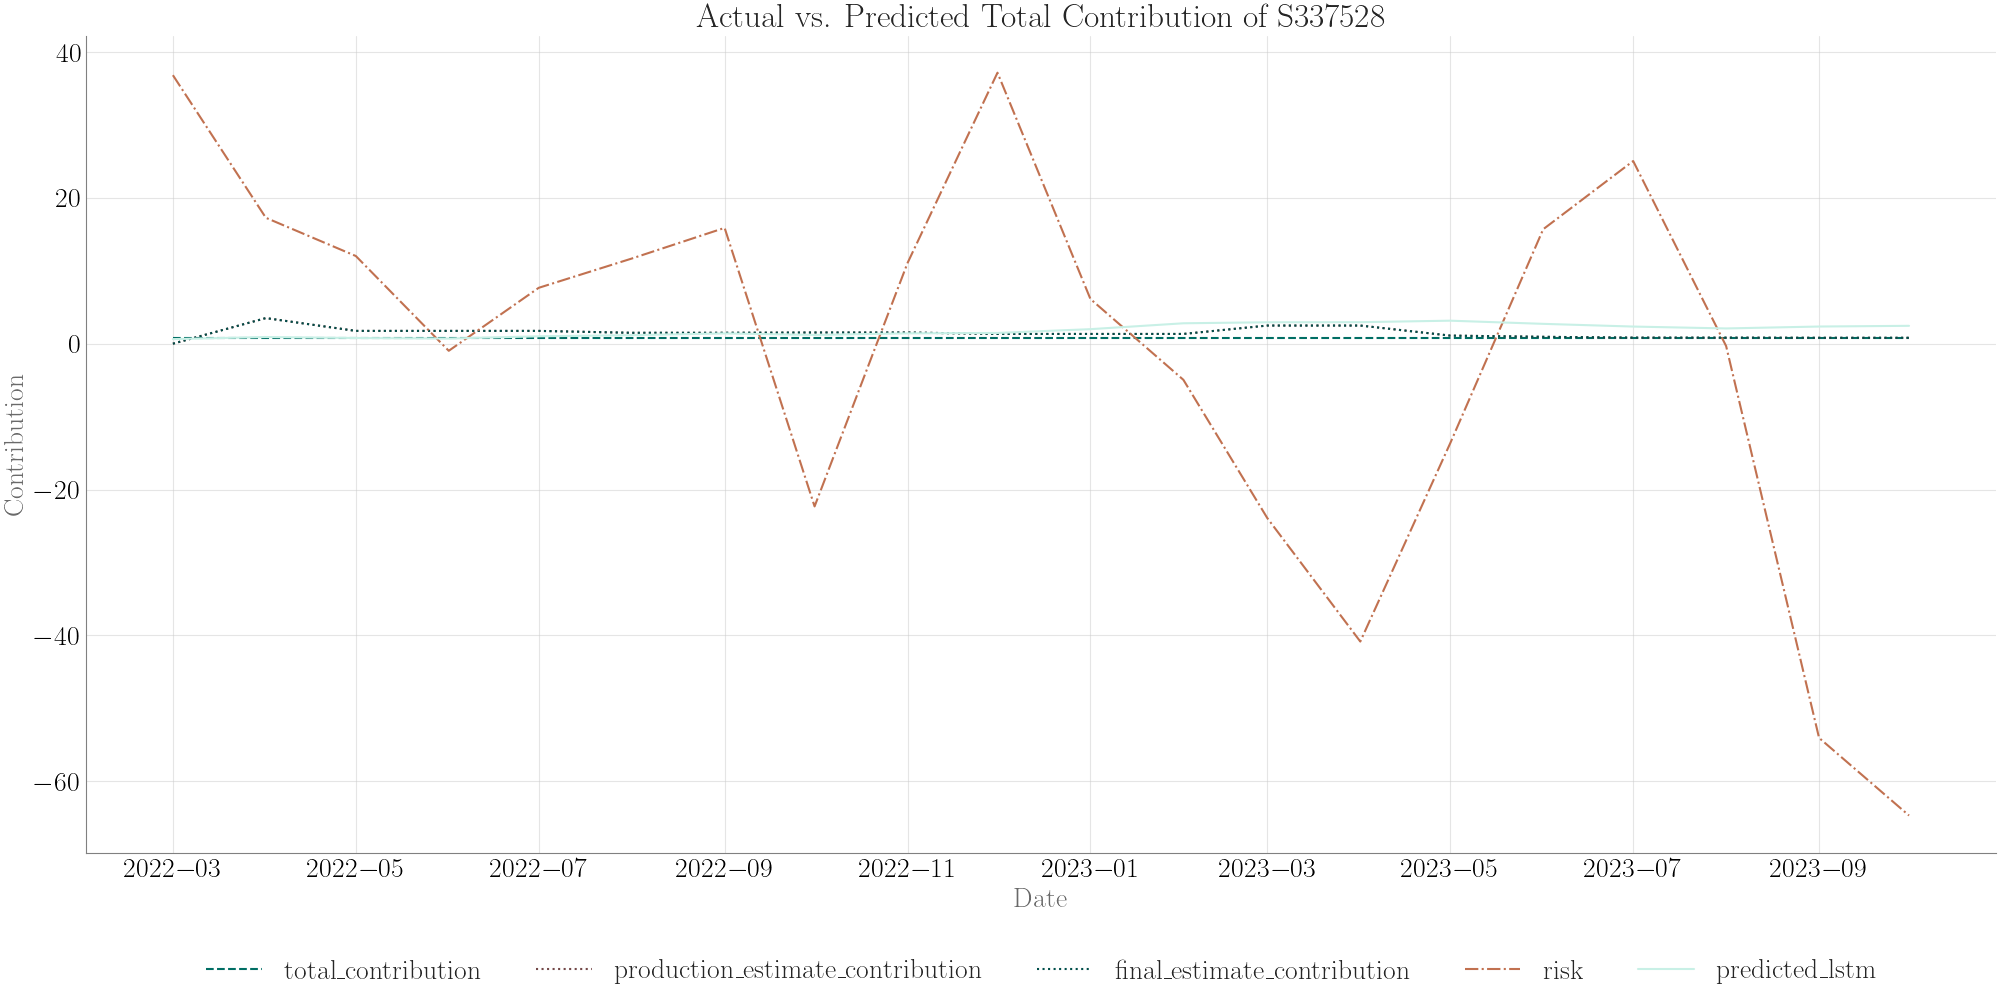 Actual vs. Predicted Total Contribution of S337528
40
20
0
−20
−40
−60
Contribution
2022−03 2022−05 2022−07 2022−09 2022−11 2023−01 2023−03 2023−05 2023−07 2023−09
Date
total_contribution production_estimate_contribution final_estimate_contribution risk predicted_lstm